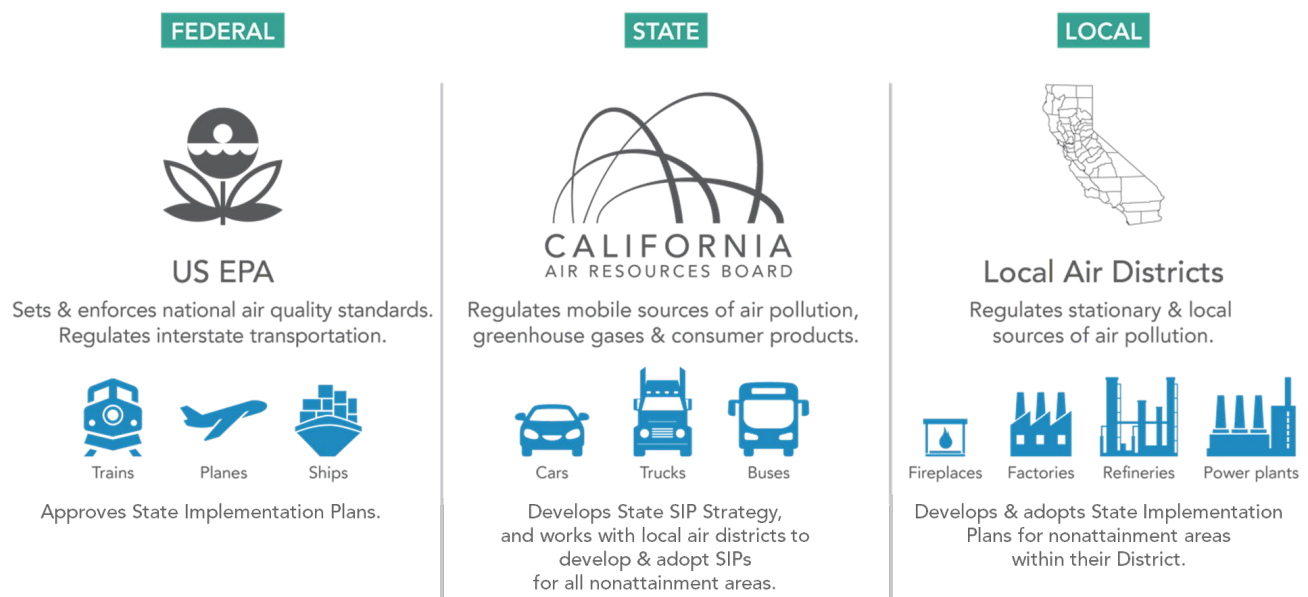 FEDERAL
US EPA
Sets & enforces national air quality standards.
Regulates interstate transportation.
Trains
Planes
Ships
Approves State Implementation Plans.
STATE
CALIFORNIA
AIR RESOURCES BOARD
Regulates mobile sources of air pollution,
greenhouse gases & consumer products.
Cars
Trucks
Buses
Develops State SIP Strategy,
and works with local air districts to
develop & adopt SIPs
for all nonattainment areas.
LOCAL
Local Air Districts
Regulates stationary & local
sources of air pollution.
Fireplaces
Factories
Refineries
Power plants
Develops & adopts State Implementation
Plans for nonattainment areas
within their District.